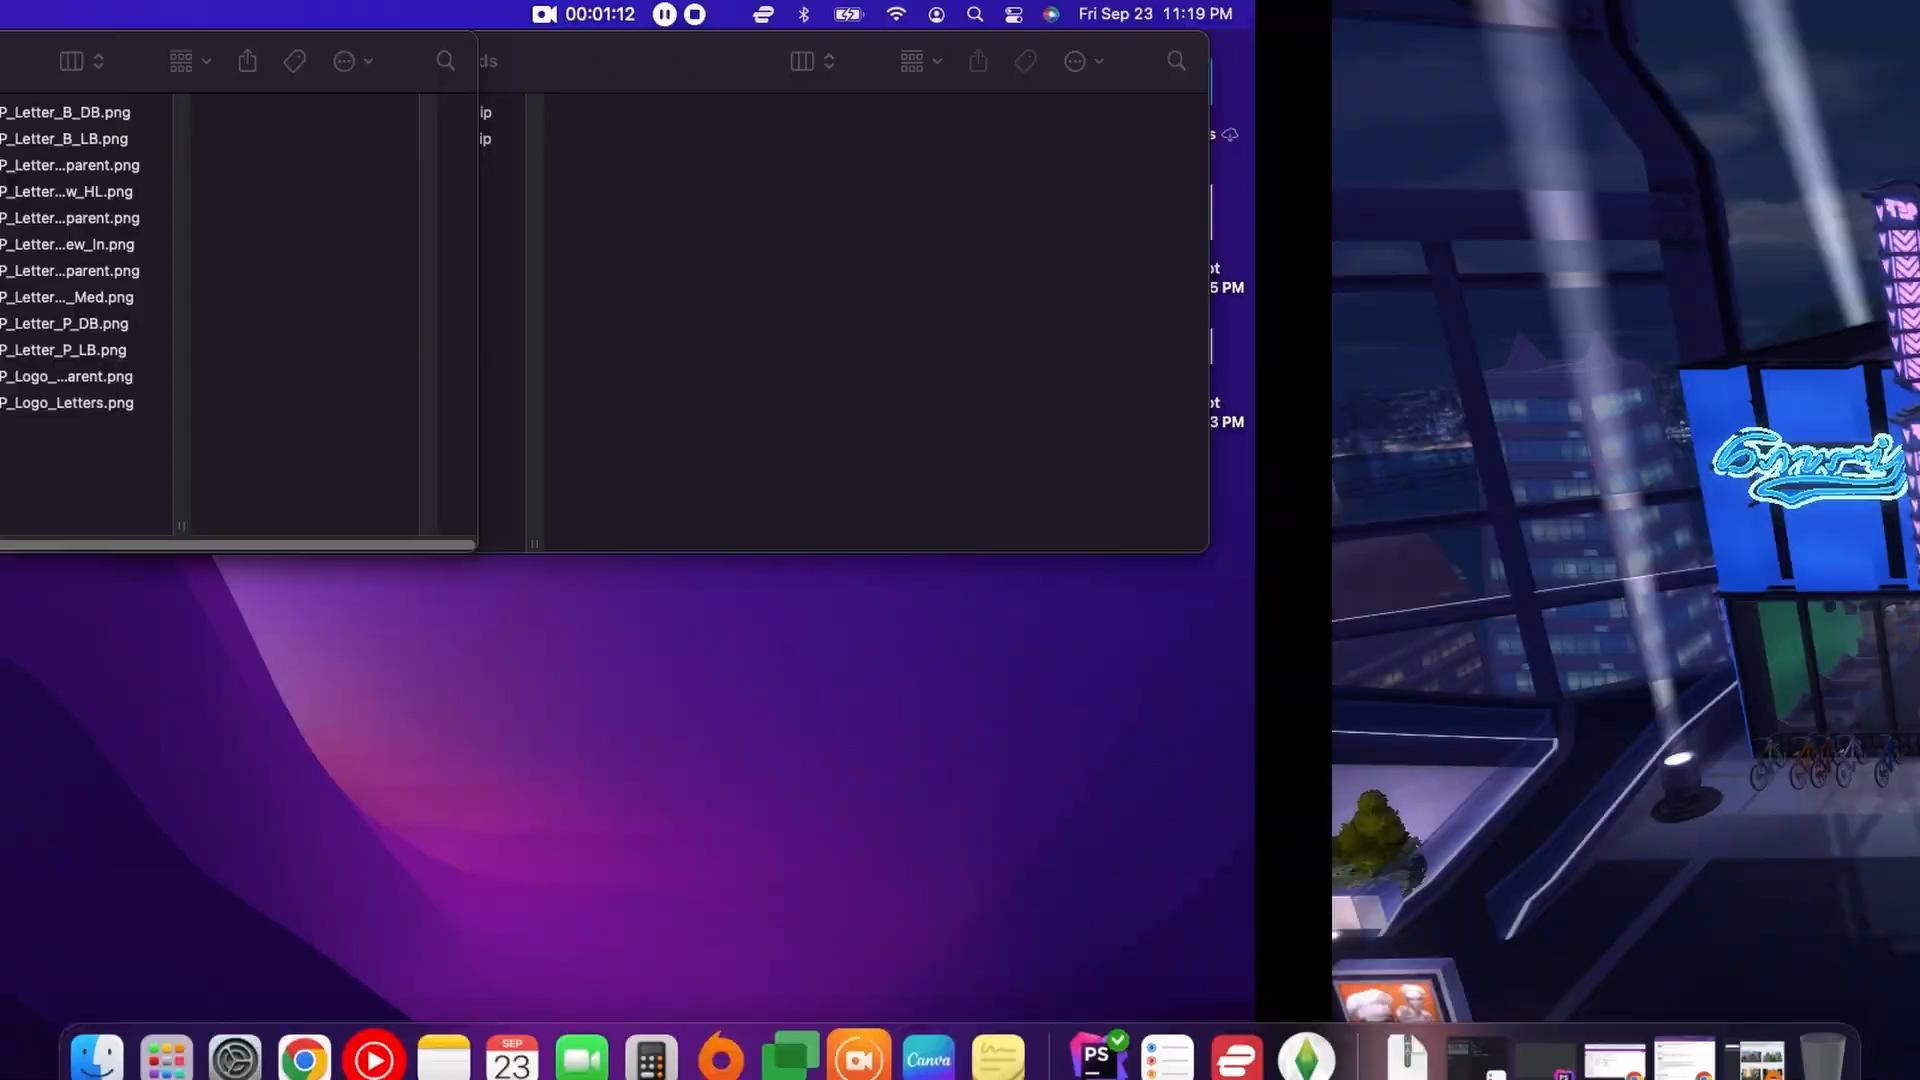 00:01:12
Fri Sep 23 11:19 PM
ds
P_Letter_B_DB.png
P_Letter_B_LB.png
P_Letter...parent.png
P_Letter...w_HL.png
P_Letter...parent.png
P_Letter...ew_In.png
P_Letter...parent.png
P_Letter..._Med.png
P_Letter_P_DB.png
P_Letter_P_LB.png
P_Logo_...arent.png
P_Logo_Letters.png
ip
ip
s
ot
5 PM
ot
3 PM
SEP
23
Canva
PS